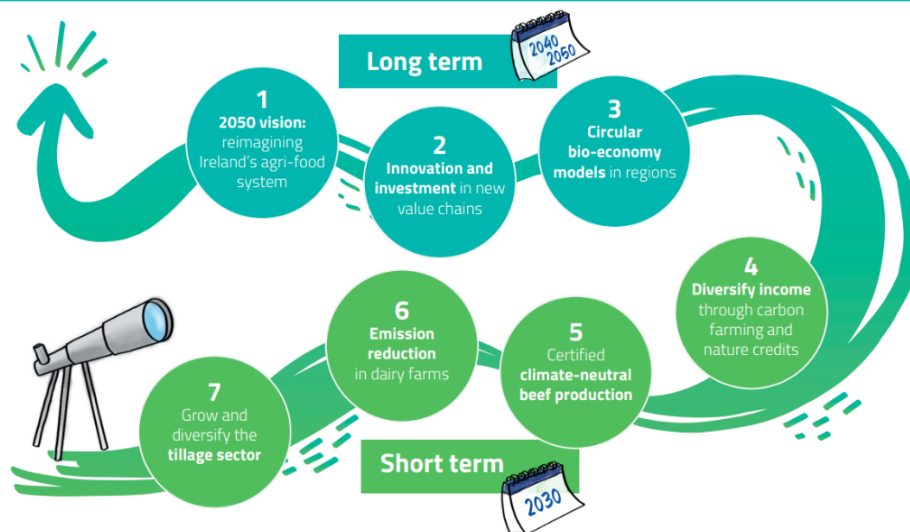 Long term
2040
2050
1
2050 vision:
reimagining
Ireland's agri-food
system
2
Innovation and
investment in new
value chains
3
Circular
bio-economy
models in regions
4
Diversify income
through carbon
farming and
nature credits
5
Certified
climate-neutral
beef production
6
Emission
reduction
in dairy farms
7
Grow and
diversify the
tillage sector
Short term
2030